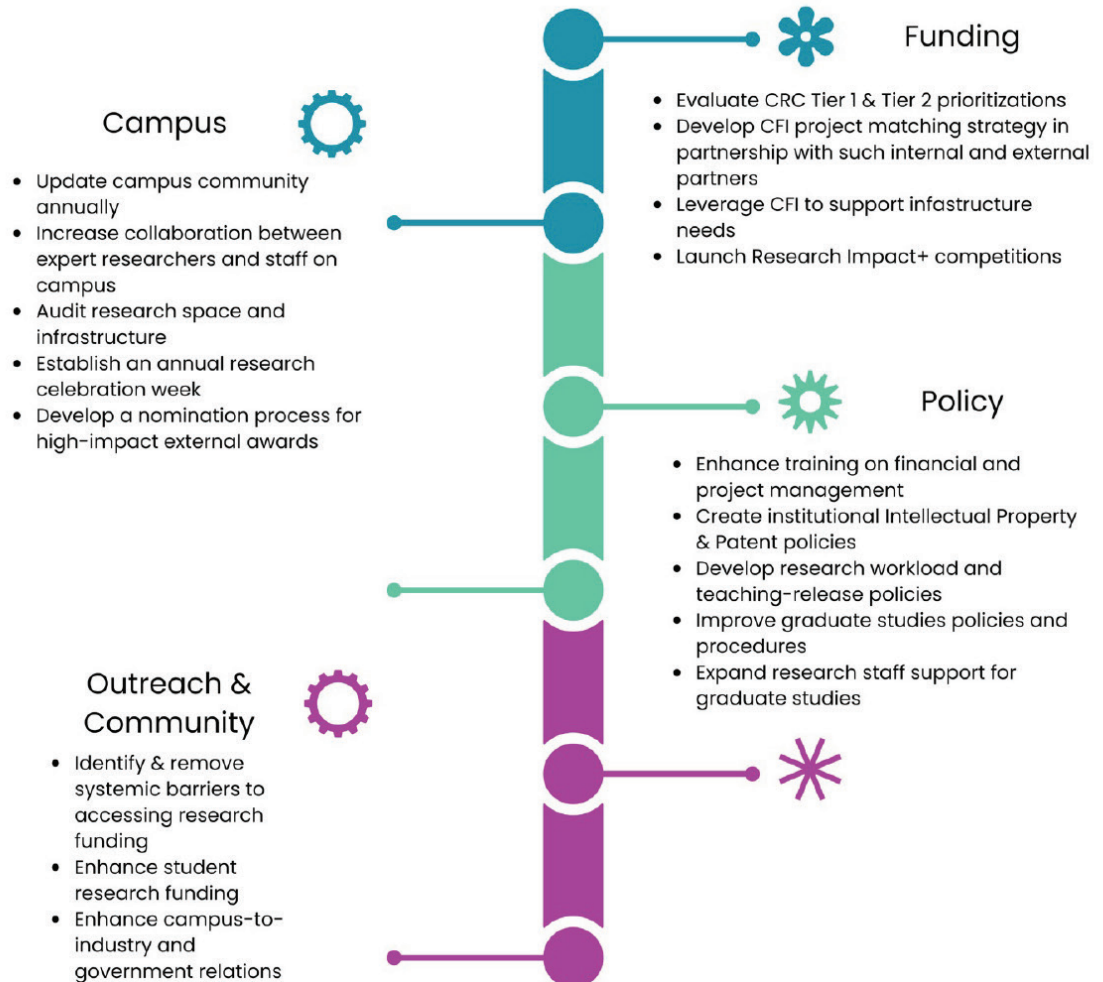 Funding
• Evaluate CRC Tier 1 & Tier 2 prioritizations
• Develop CFI project matching strategy in
partnership with such internal and external
partners
• Leverage CFI to support infastructure
needs
• Launch Research Impact+ competitions
Campus
• Update campus community
annually
• Increase collaboration between
expert researchers and staff on
campus
• Audit research space and
infrastructure
• Establish an annual research
celebration week
• Develop a nomination process for
high-impact external awards
Policy
• Enhance training on financial and
project management
• Create institutional Intellectual Property
& Patent policies
• Develop research workload and
teaching-release policies
• Improve graduate studies policies and
procedures
• Expand research staff support for
graduate studies
Outreach &
Community
• Identify & remove
systemic barriers to
accessing research
funding
• Enhance student
research funding
• Enhance campus-to-
industry and
government relations